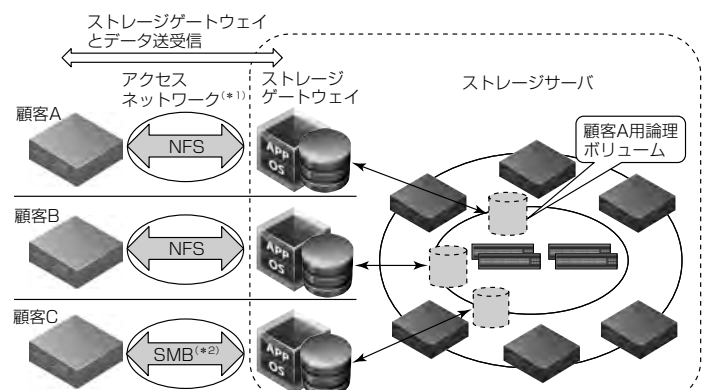 ストレージゲートウェイ
とデータ送受信
アクセス
ネットワーク(*1)
ストレージ
ゲートウェイ
ストレージサーバ
顧客A
NFS
APP
OS
顧客A用論理
ボリューム
顧客B
NFS
APP
OS
顧客C
SMB(*2)
APP
OS